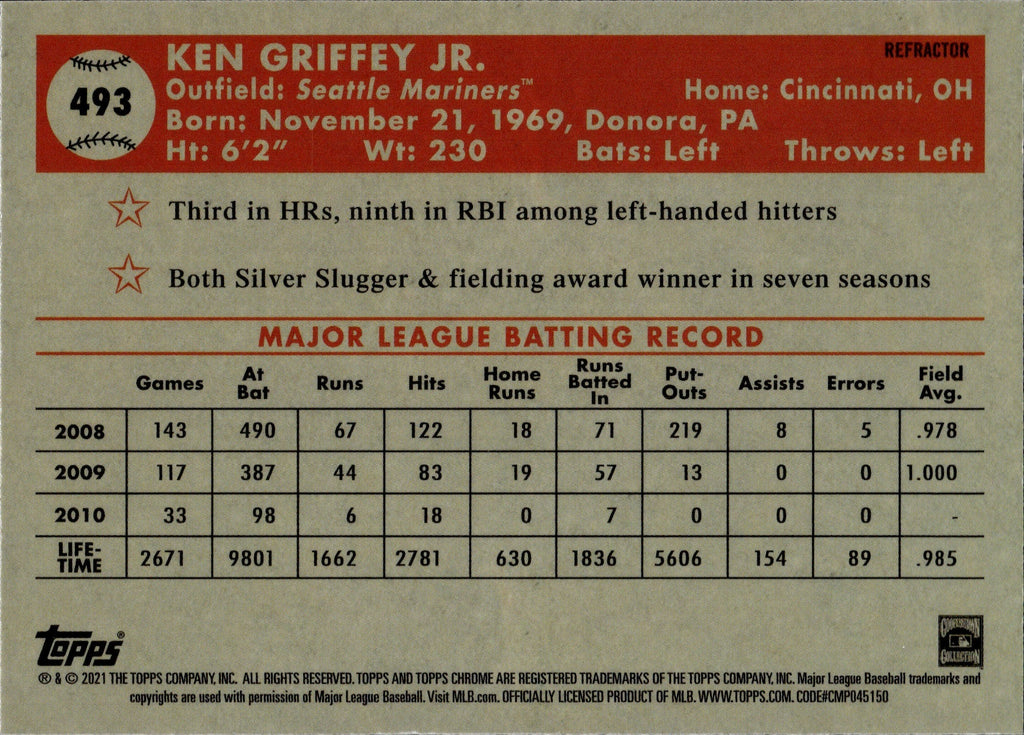 KEN GRIFFEY JR.
REFRACTOR
493
Outfield: Seattle Mariners™
Home: Cincinnati, OH
Born: November 21, 1969, Donora, PA
Ht: 6'2" Wt: 230 Bats: Left Throws: Left
Third in HRs, ninth in RBI among left-handed hitters
Both Silver Slugger & fielding award winner in seven seasons
MAJOR LEAGUE BATTING RECORD
Games At Bat Runs Hits Home Runs Runs Batted In Put-Outs Assists Errors Field Avg.
2008 143 490 67 122 18 71 219 8 5 .978
2009 117 387 44 83 19 57 13 0 0 1.000
2010 33 98 6 18 0 7 0 0 0 -
LIFE-TIME 2671 9801 1662 2781 630 1836 5606 154 89 .985
Topps®
COOPERSTOWN
COLLECTION
® & © 2021 THE TOPPS COMPANY, INC. ALL RIGHTS RESERVED. TOPPS AND TOPPS CHROME ARE REGISTERED TRADEMARKS OF THE TOPPS COMPANY, INC. Major League Baseball trademarks and
copyrights are used with permission of Major League Baseball. Visit MLB.com. OFFICIALLY LICENSED PRODUCT OF MLB. WWW.TOPPS.COM. CODE#CMP045150